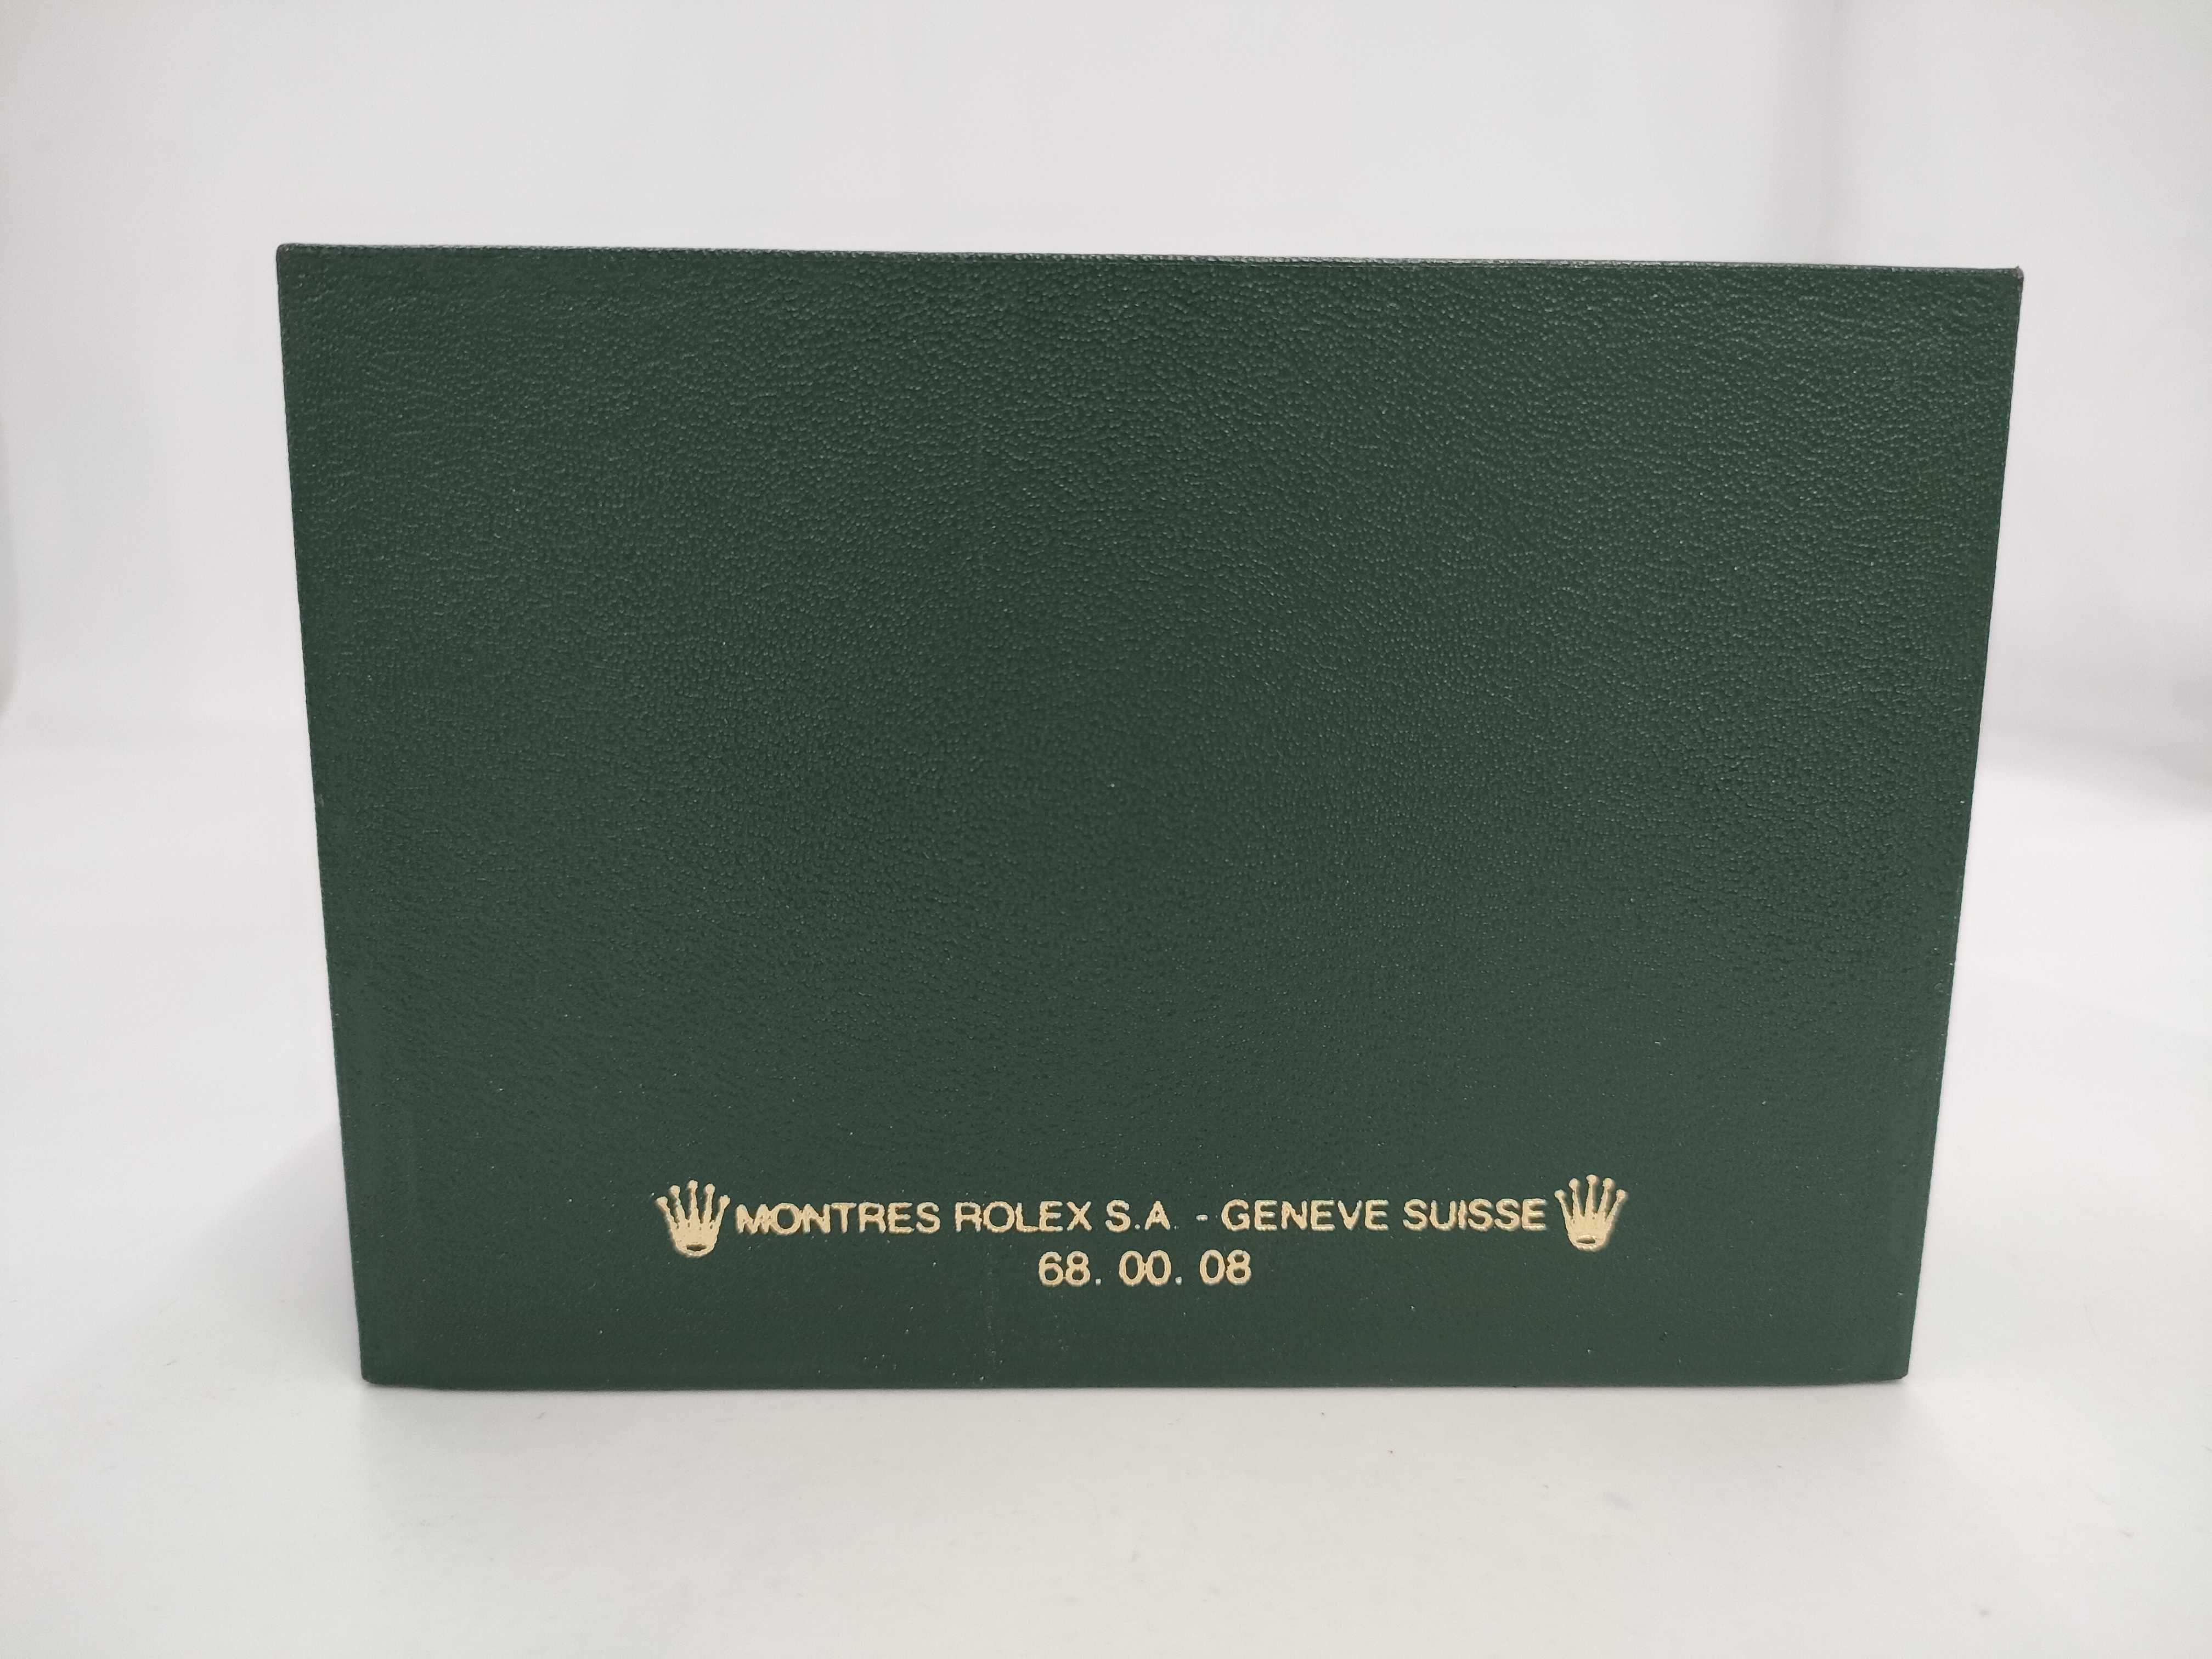 MONTRES ROLEX S.A. - GENEVE SUISSE
68. 00. 08